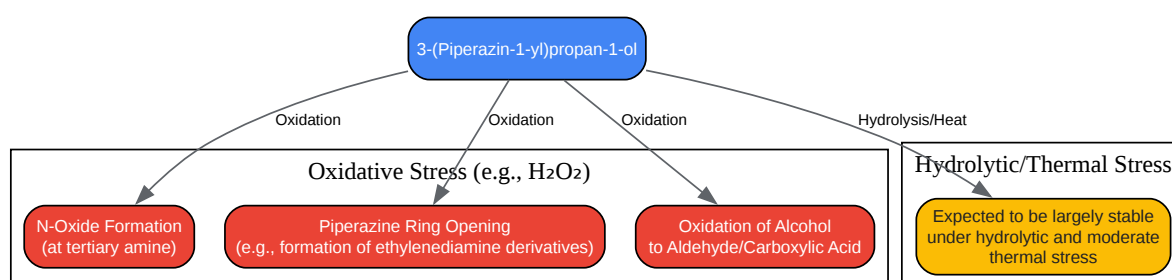 3-(Piperazin-1-yl)propan-1-ol
Oxidation
Oxidation
Oxidation
Hydrolysis/Heat
Oxidative Stress (e.g., H₂O₂)
Hydrolytic/Thermal Stress
N-Oxide Formation
(at tertiary amine)
Piperazine Ring Opening
(e.g., formation of ethylenediamine derivatives)
Oxidation of Alcohol
to Aldehyde/Carboxylic Acid
Expected to be largely stable
under hydrolytic and moderate
thermal stress